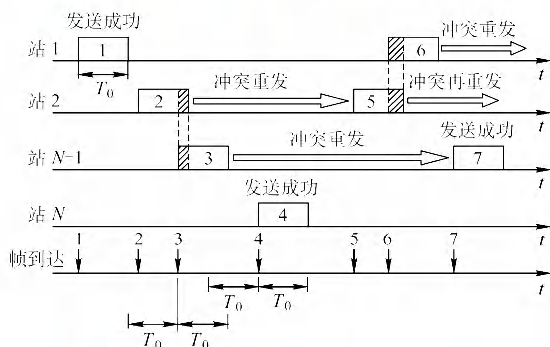 发送成功
站 1
1
6
冲突重发
t
T₀
站 2
2
冲突重发
5
冲突再重发
t
发送成功
站 N-1
3
冲突重发
7
t
发送成功
站 N
4
t
1 2 3 4 5 6 7
帧到达
t
T₀ T₀
T₀ T₀